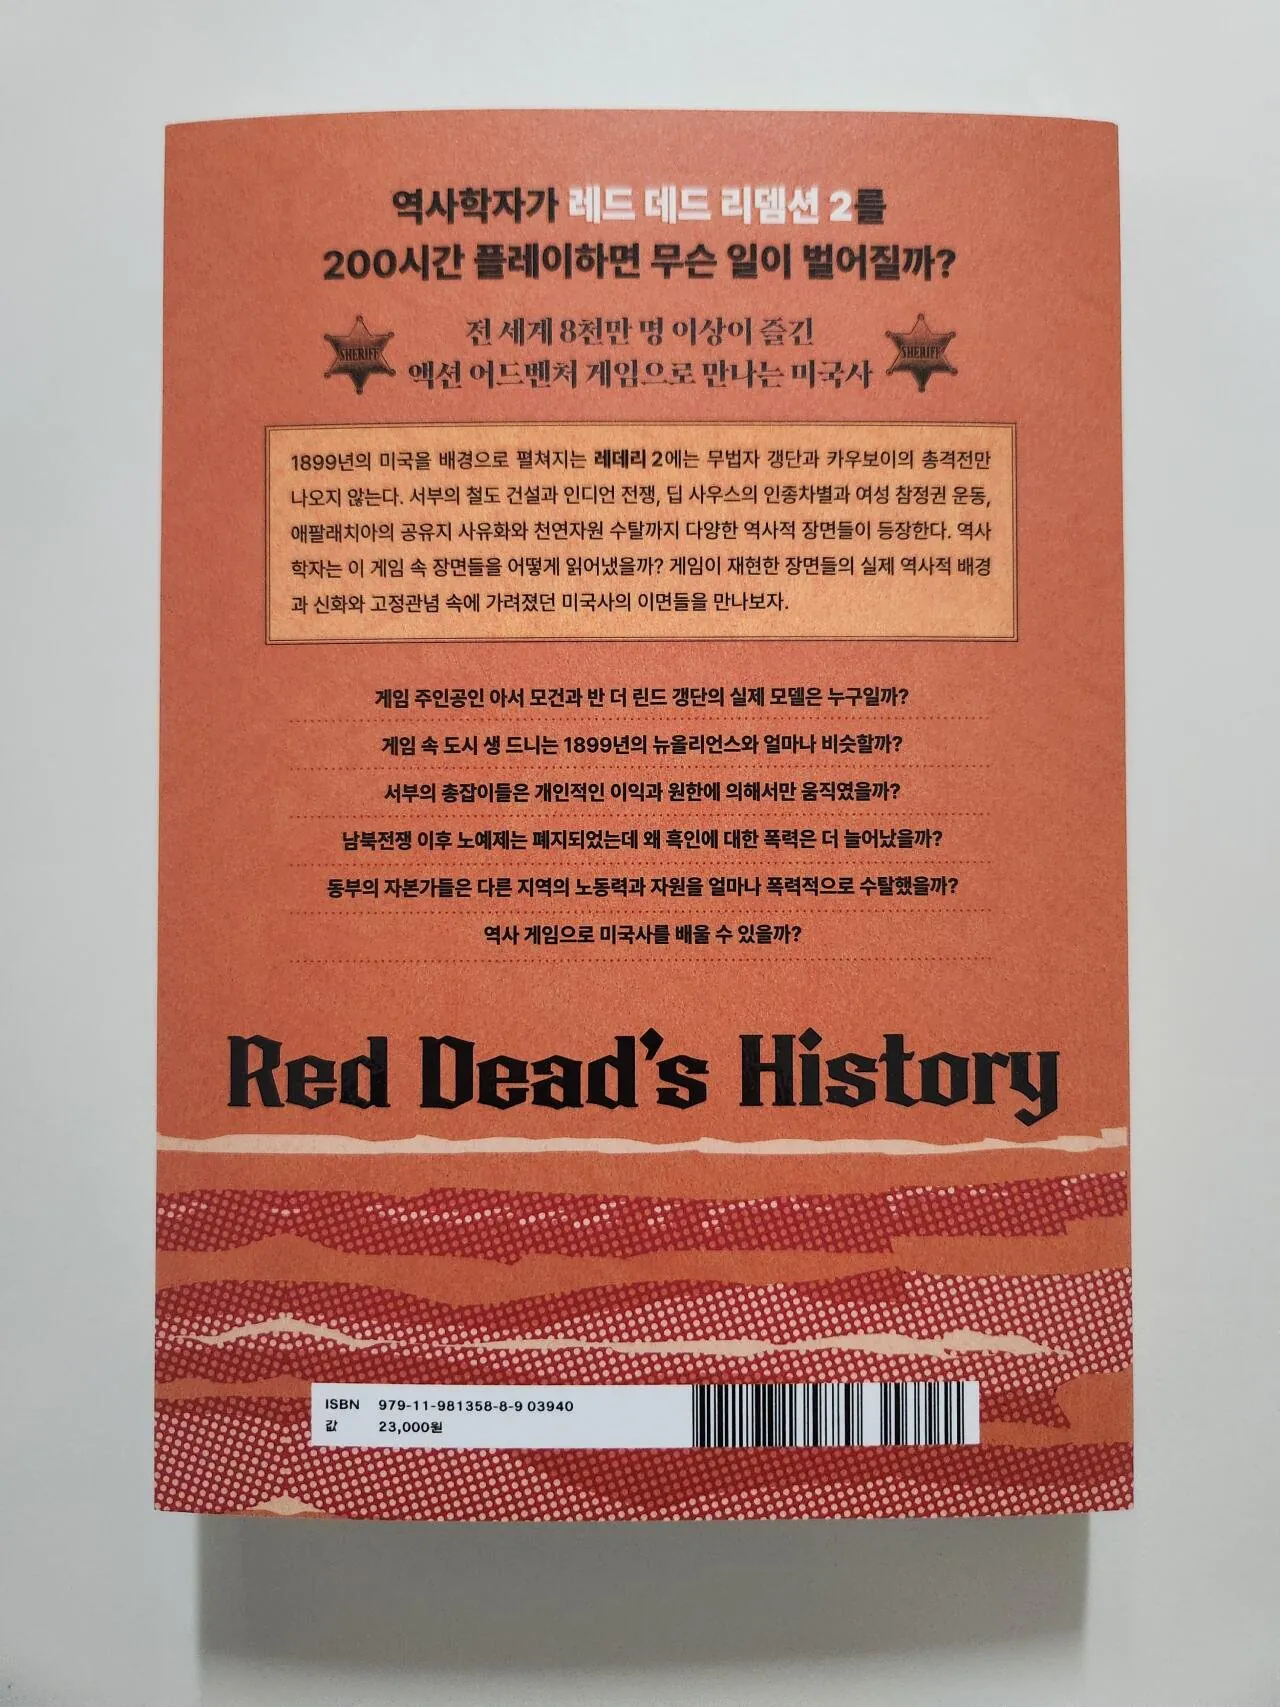 역사학자가 레드 데드 리뎀션 2를
200시간 플레이하면 무슨 일이 벌어질까?
SHERIFF
전 세계 8천만 명 이상이 즐긴
액션 어드벤처 게임으로 만나는 미국사
SHERIFF
1899년의 미국을 배경으로 펼쳐지는 레데리 2에는 무법자 갱단과 카우보이의 총격전만
나오지 않는다. 서부의 철도 건설과 인디언 전쟁, 딥 사우스의 인종차별과 여성 참정권 운동,
애팔래치아의 공유지 사유화와 천연자원 수탈까지 다양한 역사적 장면들이 등장한다. 역사
학자는 이 게임 속 장면들을 어떻게 읽어냈을까? 게임이 재현한 장면들의 실제 역사적 배경
과 신화와 고정관념 속에 가려졌던 미국사의 이면들을 만나보자.
게임 주인공인 아서 모건과 반 더 린드 갱단의 실제 모델은 누구일까?
게임 속 도시 생 드니는 1899년의 뉴올리언스와 얼마나 비슷할까?
서부의 총잡이들은 개인적인 이익과 원한에 의해서만 움직였을까?
남북전쟁 이후 노예제는 폐지되었는데 왜 흑인에 대한 폭력은 더 늘어났을까?
동부의 자본가들은 다른 지역의 노동력과 자원을 얼마나 폭력적으로 수탈했을까?
역사 게임으로 미국사를 배울 수 있을까?
Red Dead's History
ISBN 979-11-981358-8-9 03940
값 23,000원